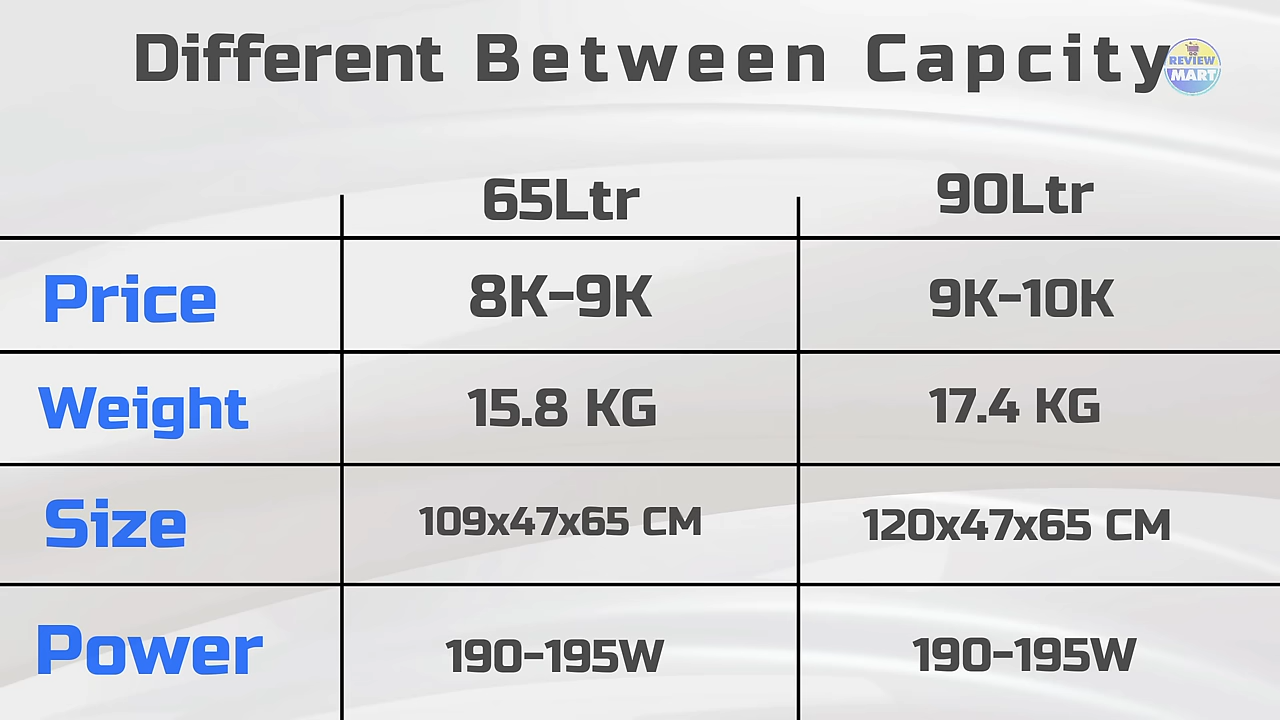 Different Between Capcity
REVIEW
MART
65Ltr 90Ltr
Price 8K-9K 9K-10K
Weight 15.8 KG 17.4 KG
Size 109x47x65 CM 120x47x65 CM
Power 190-195W 190-195W